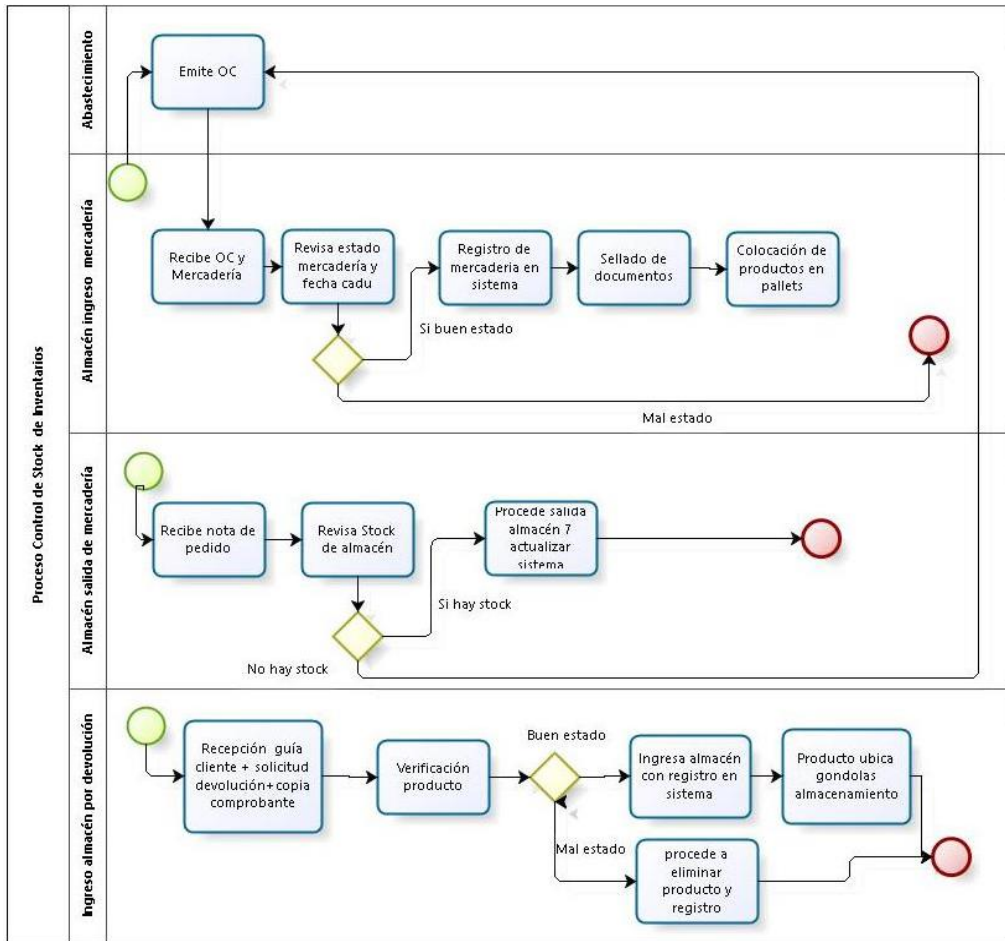 Proceso Control de Stock de Inventarios
Abastecimiento
Emite OC
Almacén ingreso mercadería
Recibe OC y
Mercadería
Revisa estado
mercadería y
fecha cadu
Registro de
mercaderia en
sistema
Sellado de
documentos
Colocación de
productos en
pallets
Si buen estado
Mal estado
Almacén salida de mercadería
Recibe nota de
pedido
Revisa Stock
de almacén
Procede salida
almacén 7
actualizar
sistema
Si hay stock
No hay stock
Ingreso almacén por devolución
Recepción guía
cliente + solicitud
devolución+ copia
comprobante
Verificación
producto
Buen estado
Ingresa almacén
con registro en
sistema
Producto ubica
gondolas
almacenamiento
Mal estado
procede a
eliminar
producto y
registro